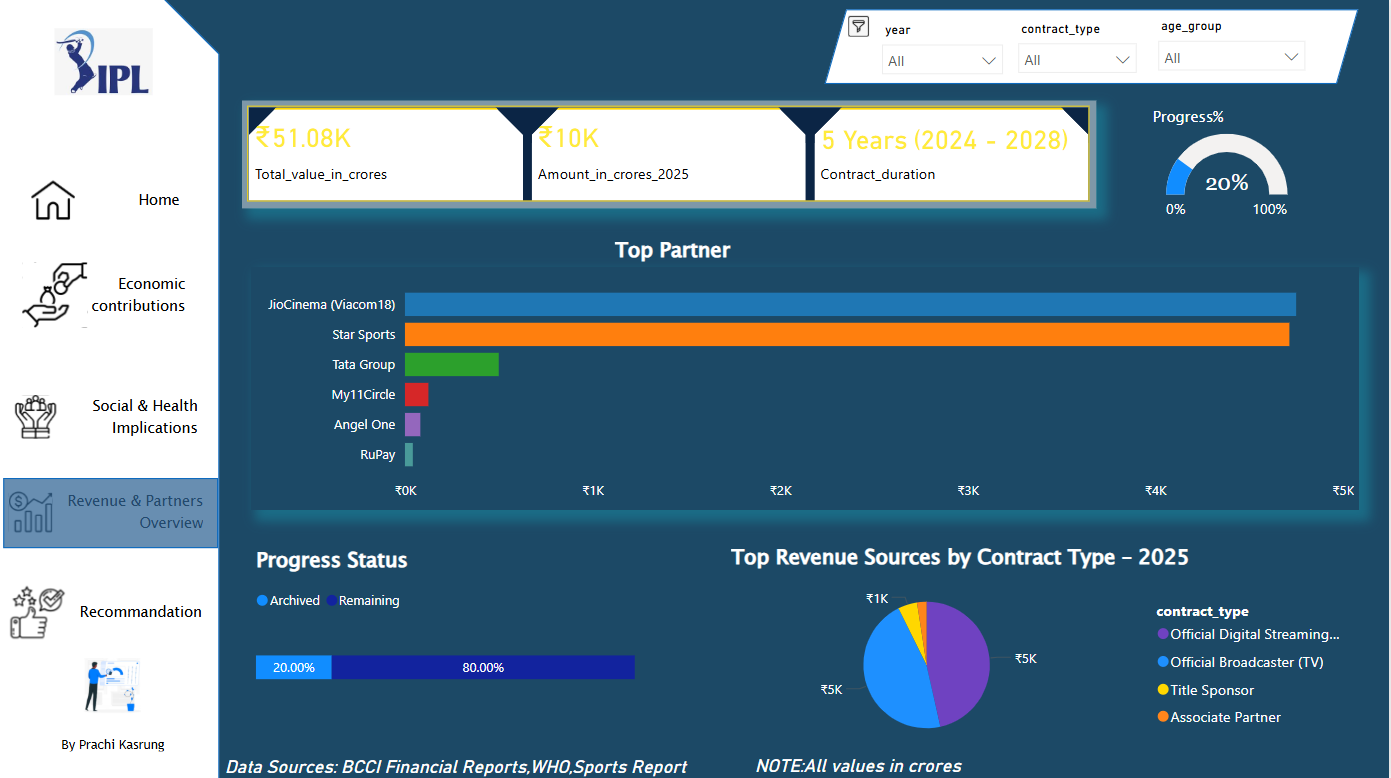 IPL
year
contract_type
age_group
All
All
All
₹51.08K
Total_value_in_crores
₹10K
Amount_in_crores_2025
5 Years (2024 - 2028)
Contract_duration
Progress%
20%
0%
100%
Home
Economic
contributions
Social & Health
Implications
Revenue & Partners
Overview
Recommandation
By Prachi Kasrung
Top Partner
JioCinema (Viacom18)
Star Sports
Tata Group
My11Circle
Angel One
RuPay
₹0K
₹1K
₹2K
₹3K
₹4K
₹5K
Progress Status
Archived
Remaining
20.00%
80.00%
Top Revenue Sources by Contract Type – 2025
₹1K
₹5K
₹5K
contract_type
Official Digital Streaming...
Official Broadcaster (TV)
Title Sponsor
Associate Partner
Data Sources: BCCI Financial Reports,WHO,Sports Report
NOTE:All values in crores